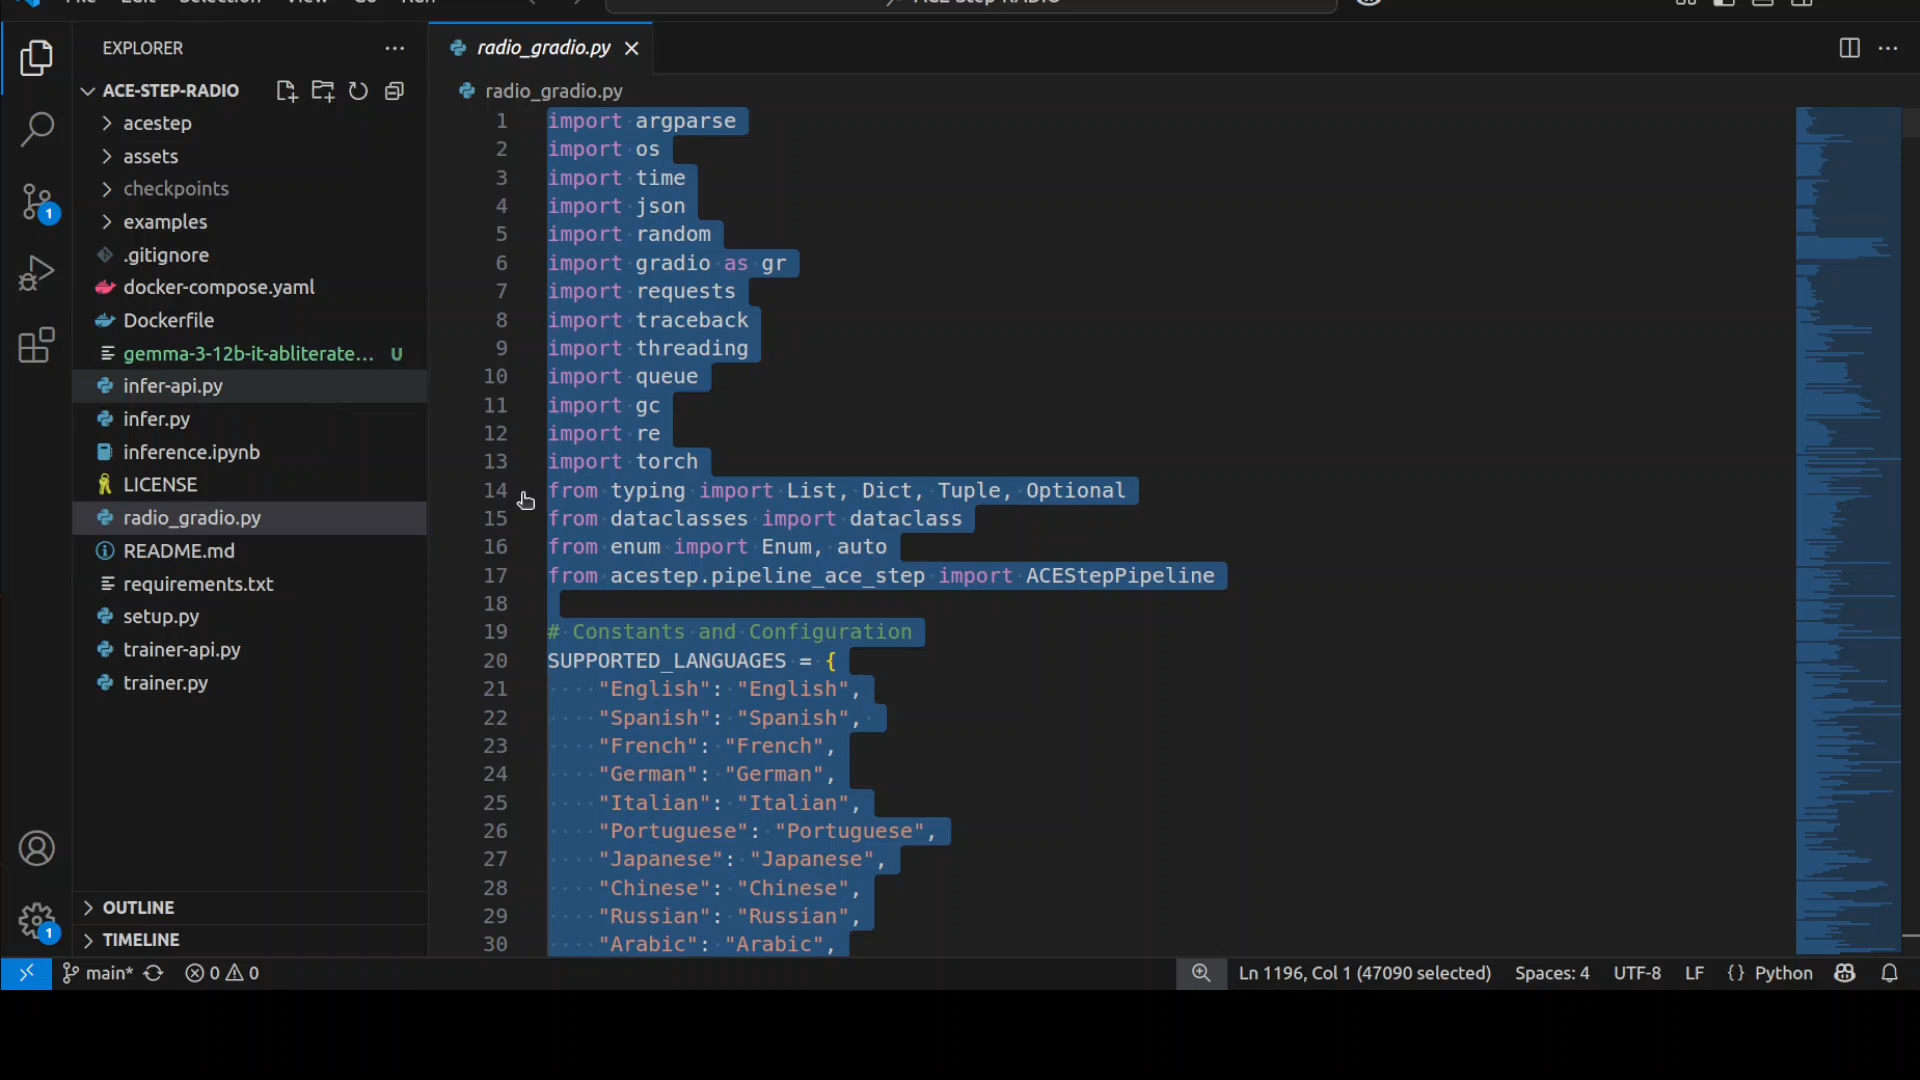 EXPLORER
ACE-STEP-RADIO
acestep
assets
checkpoints
examples
.gitignore
docker-compose.yaml
Dockerfile
gemma-3-12b-it-abliterate... U
infer-api.py
infer.py
inference.ipynb
LICENSE
radio_gradio.py
README.md
requirements.txt
setup.py
trainer-api.py
trainer.py
OUTLINE
TIMELINE
1
1
radio_gradio.py
radio_gradio.py
1 import argparse
2 import os
3 import time
4 import json
5 import random
6 import gradio as gr
7 import requests
8 import traceback
9 import threading
10 import queue
11 import gc
12 import re
13 import torch
14 from typing import List, Dict, Tuple, Optional
15 from dataclasses import dataclass
16 from enum import Enum, auto
17 from acestep.pipeline_ace_step import ACEStepPipeline
18
19 # Constants and Configuration
20 SUPPORTED_LANGUAGES = {
21 "English": "English",
22 "Spanish": "Spanish",
23 "French": "French",
24 "German": "German",
25 "Italian": "Italian",
26 "Portuguese": "Portuguese",
27 "Japanese": "Japanese",
28 "Chinese": "Chinese",
29 "Russian": "Russian",
30 "Arabic": "Arabic",
main* 0 0 Ln 1196, Col 1 (47090 selected) Spaces: 4 UTF-8 LF {} Python